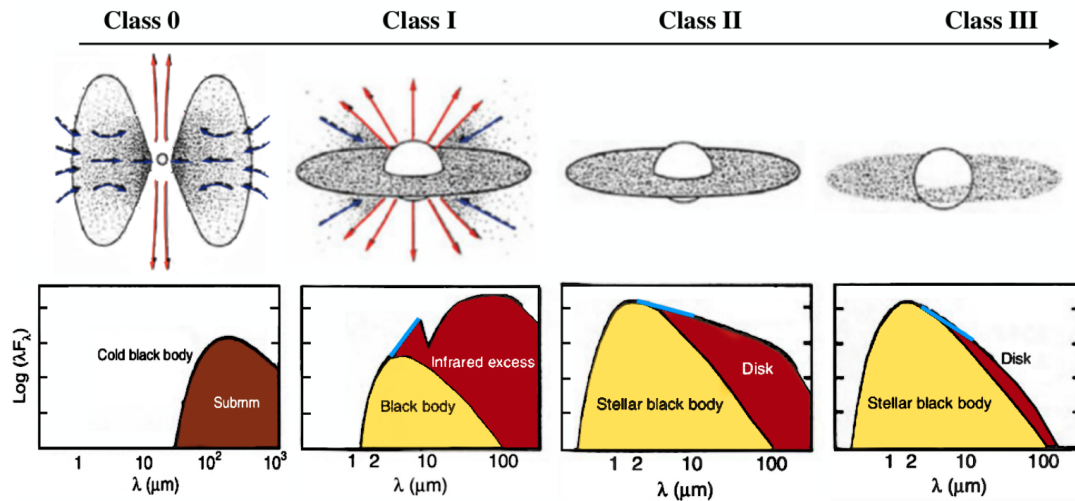 Class 0 Class I Class II Class III
Log (λFλ)
Cold black body
Submm
1 10 10² 10³
λ (μm)
Infrared excess
Black body
1 2 10 100
λ (μm)
Disk
Stellar black body
1 2 10 100
λ (μm)
Disk
Stellar black body
1 2 10 100
λ (μm)